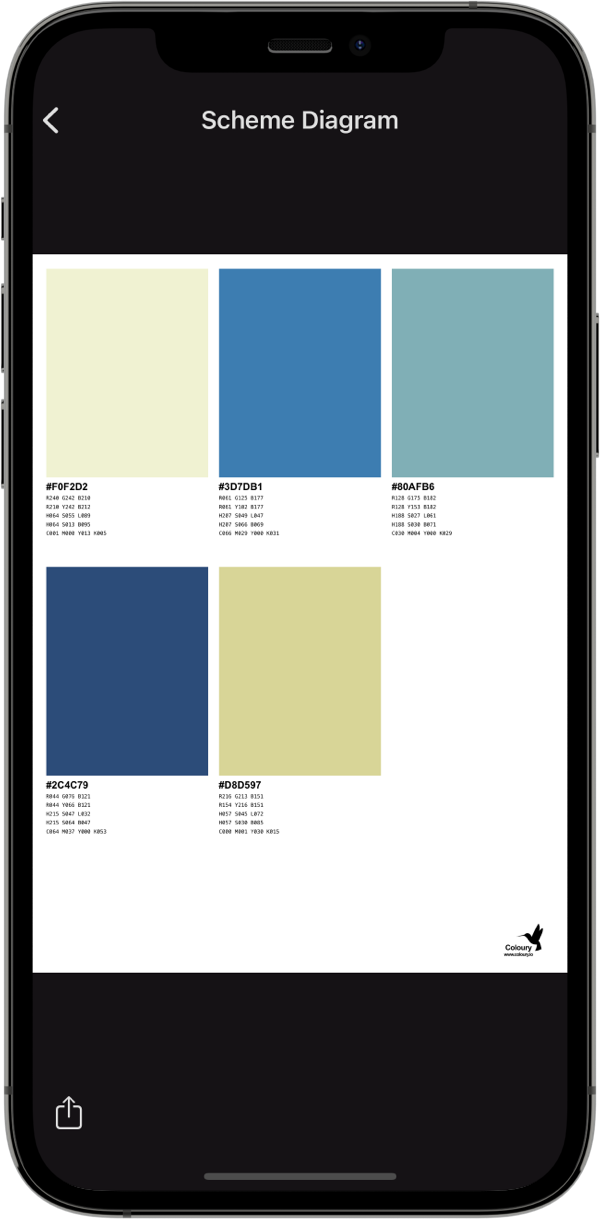 Scheme Diagram
#F0F2D2
R240 G242 B210
R210 Y242 B212
H064 S055 L089
H064 S013 B095
C001 M000 Y013 K005
#3D7DB1
R061 G125 B177
R061 Y102 B177
H207 S049 L047
H207 S066 B069
C066 M029 Y000 K031
#80AFB6
R128 G173 B182
R128 Y153 B182
H188 S027 L061
H188 S030 B071
C030 M004 Y000 K029
#2C4C79
R044 G076 B121
R044 Y066 B121
H215 S047 L032
H215 S064 B047
C064 M037 Y000 K053
#D8D597
R216 G213 B151
R154 Y216 B151
H057 S045 L072
H057 S030 B085
C000 M001 Y030 K015
Coloury
www.coloury.io